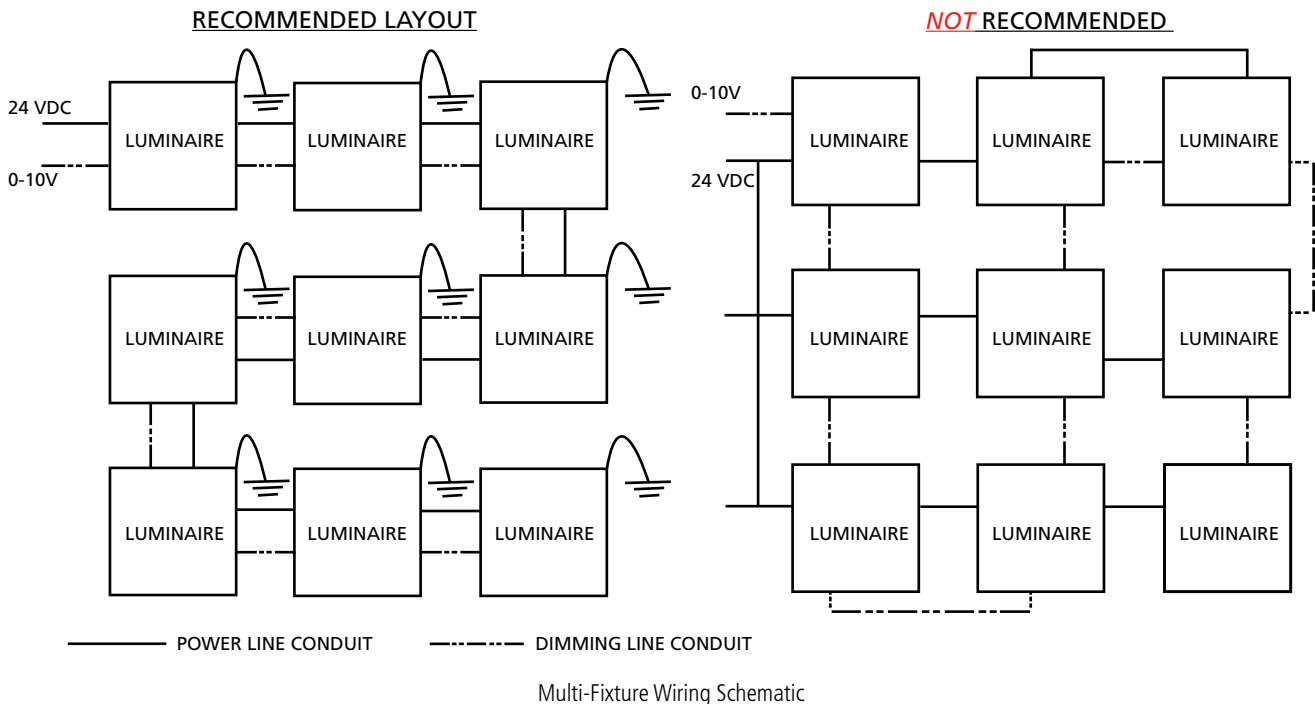 RECOMMENDED LAYOUT
24 VDC
0-10V
LUMINAIRE
LUMINAIRE
LUMINAIRE
LUMINAIRE
LUMINAIRE
LUMINAIRE
LUMINAIRE
LUMINAIRE
LUMINAIRE
NOT RECOMMENDED
0-10V
24 VDC
LUMINAIRE
LUMINAIRE
LUMINAIRE
LUMINAIRE
LUMINAIRE
LUMINAIRE
LUMINAIRE
LUMINAIRE
LUMINAIRE
POWER LINE CONDUIT
DIMMING LINE CONDUIT
Multi-Fixture Wiring Schematic